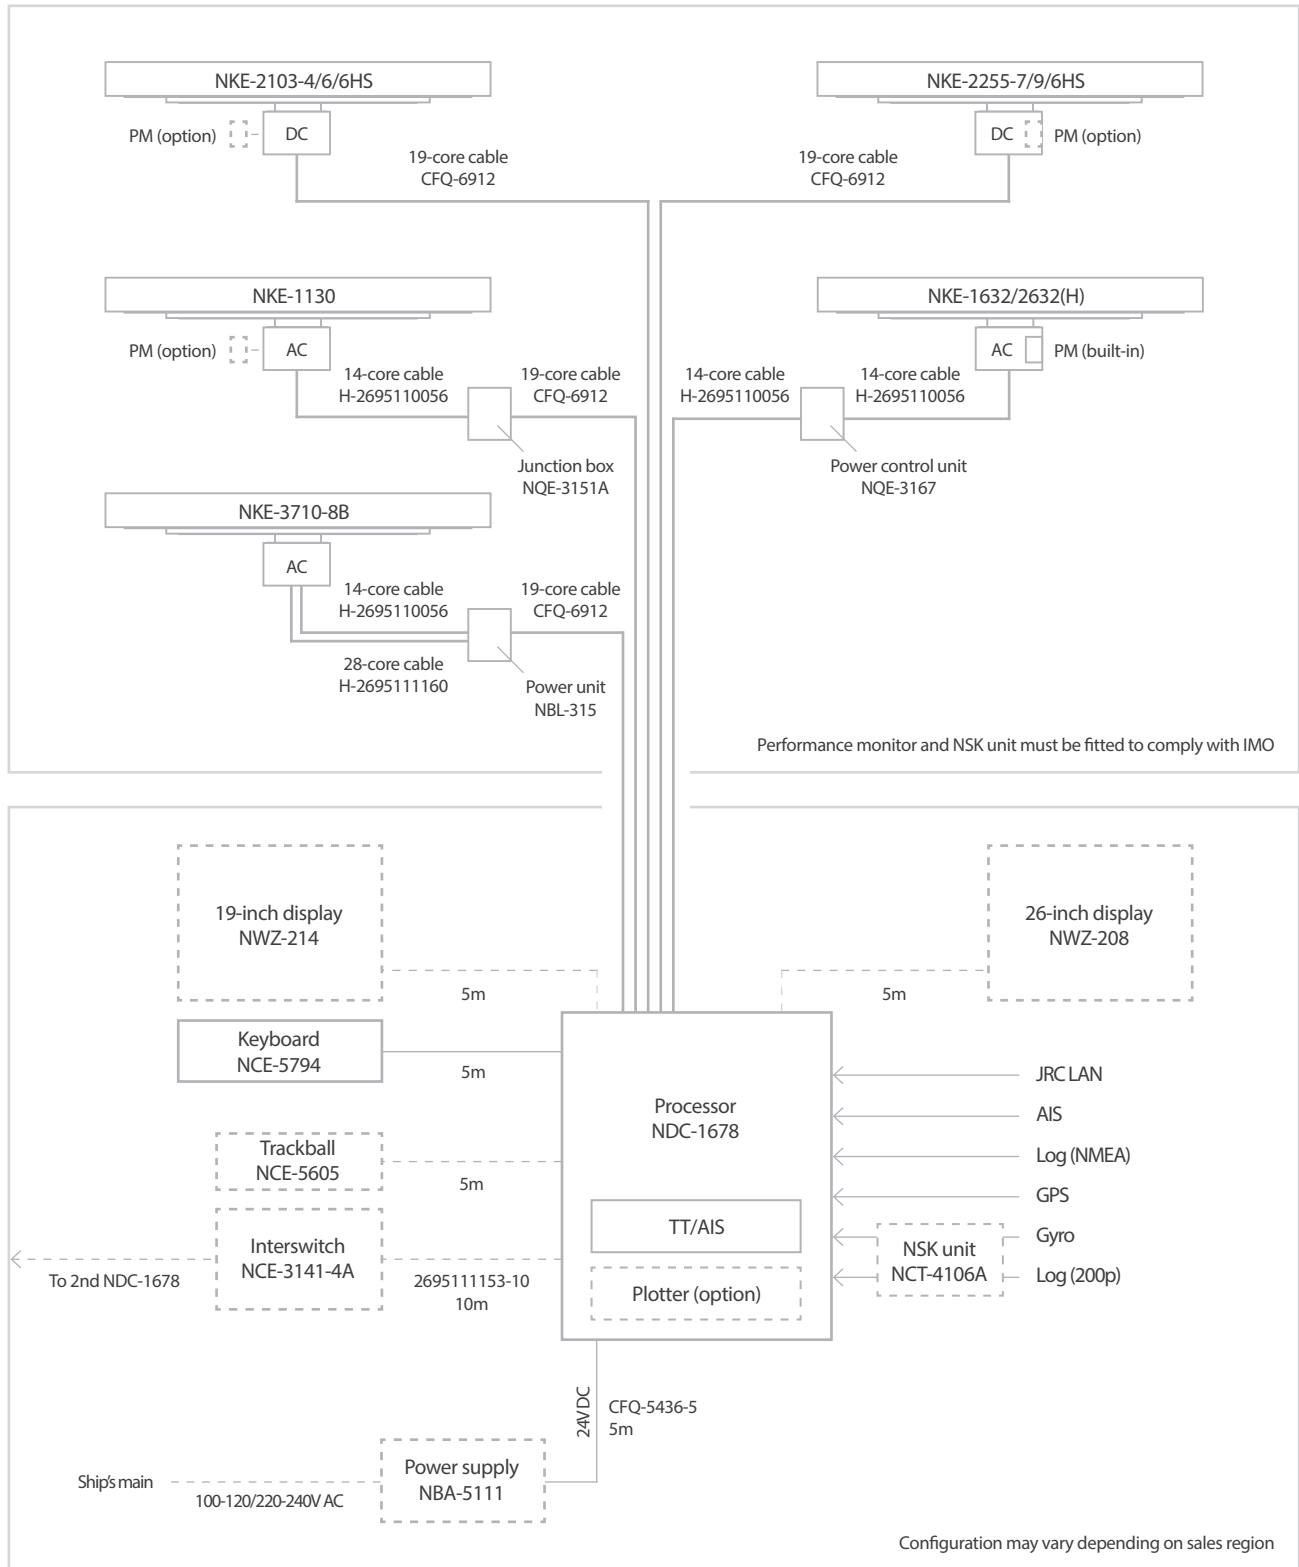 NKE-2103-4/6/6HS
NKE-2255-7/9/6HS
PM (option)
DC
DC
PM (option)
19-core cable
CFQ-6912
19-core cable
CFQ-6912
NKE-1130
NKE-1632/2632(H)
PM (option)
AC
AC
PM (built-in)
14-core cable
H-2695110056
19-core cable
CFQ-6912
14-core cable
H-2695110056
14-core cable
H-2695110056
Junction box
NQE-3151A
Power control unit
NQE-3167
NKE-3710-8B
AC
14-core cable
H-2695110056
19-core cable
CFQ-6912
28-core cable
H-2695111160
Power unit
NBL-315
Performance monitor and NSK unit must be fitted to comply with IMO
19-inch display
NWZ-214
26-inch display
NWZ-208
5m
5m
Keyboard
NCE-5794
5m
Processor
NDC-1678
JRC LAN
AIS
Log (NMEA)
GPS
Gyro
Log (200p)
Trackball
NCE-5605
5m
TT/AIS
Plotter (option)
NSK unit
NCT-4106A
Interswitch
NCE-3141-4A
To 2nd NDC-1678
2695111153-10
10m
24V DC
CFQ-5436-5
5m
Power supply
NBA-5111
Ship's main
100-120/220-240V AC
Configuration may vary depending on sales region